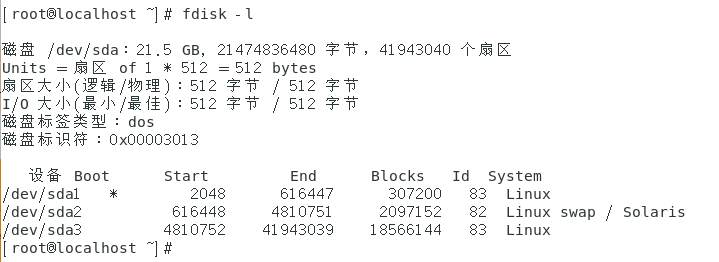 [root@localhost ~]# fdisk -l
磁盘 /dev/sda：21.5 GB, 21474836480 字节，41943040 个扇区
Units = 扇区 of 1 * 512 = 512 bytes
扇区大小(逻辑/物理)：512 字节 / 512 字节
I/O 大小(最小/最佳)：512 字节 / 512 字节
磁盘标签类型：dos
磁盘标识符：0x00003013
设备 Boot      Start         End      Blocks   Id  System
/dev/sda1   *        2048      616447      307200   83  Linux
/dev/sda2          616448     4810751     2097152   82  Linux swap / Solaris
/dev/sda3         4810752    41943039    18566144   83  Linux
[root@localhost ~]#